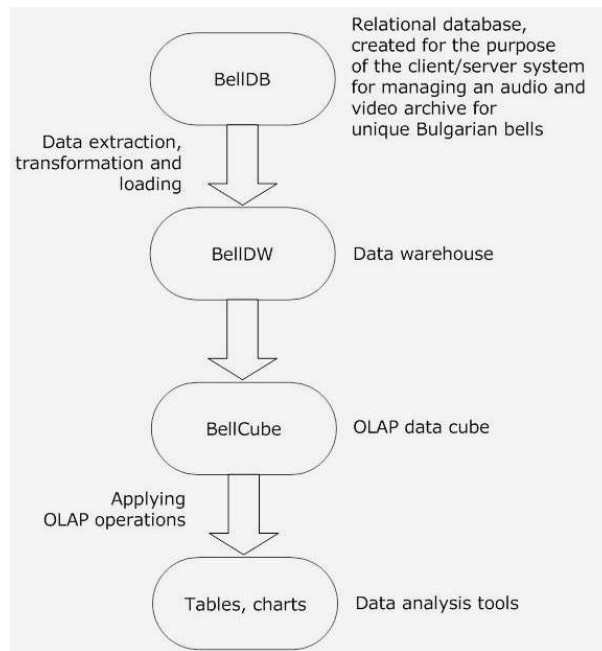 BellDB
Relational database,
created for the purpose
of the client/server system
for managing an audio and
video archive for
unique Bulgarian bells
Data extraction,
transformation and
loading
BellDW
Data warehouse
BellCube
OLAP data cube
Applying
OLAP operations
Tables, charts
Data analysis tools